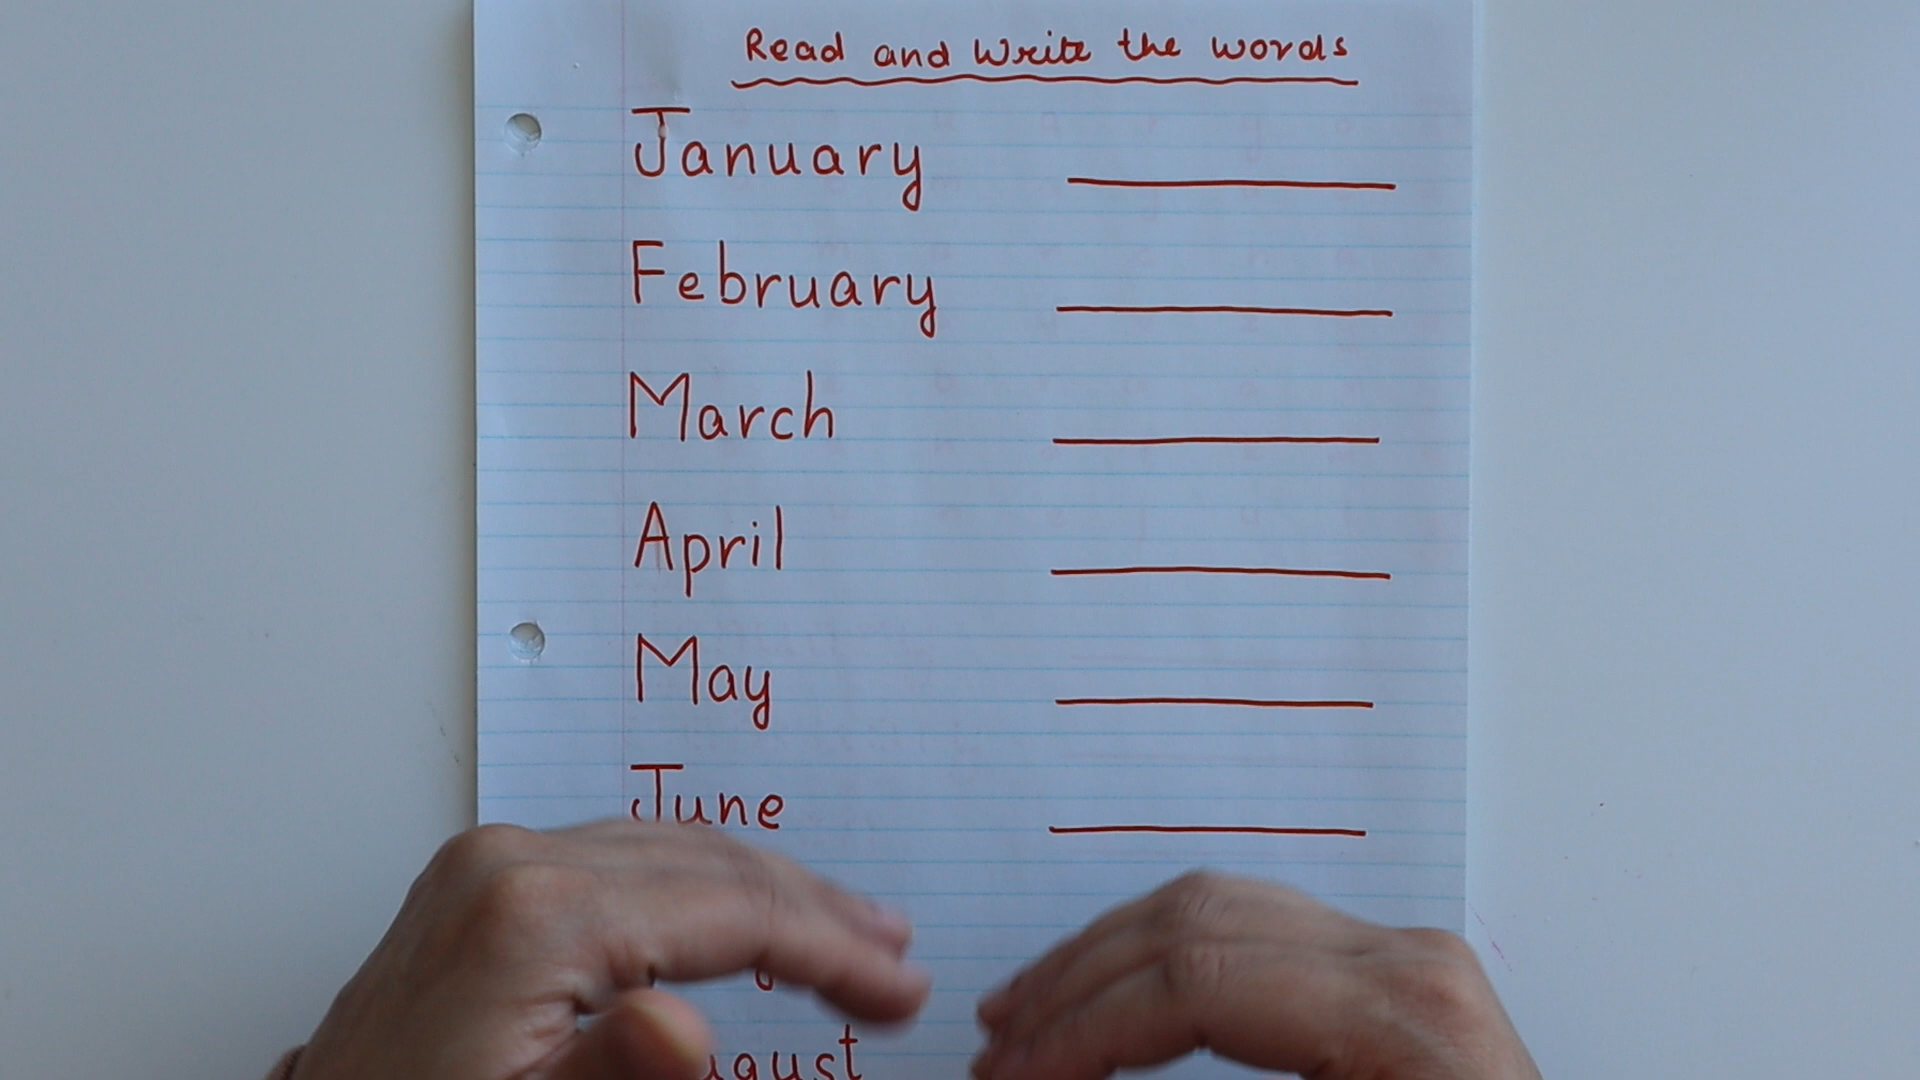 Read and Write the words
January
February
March
April
May
June